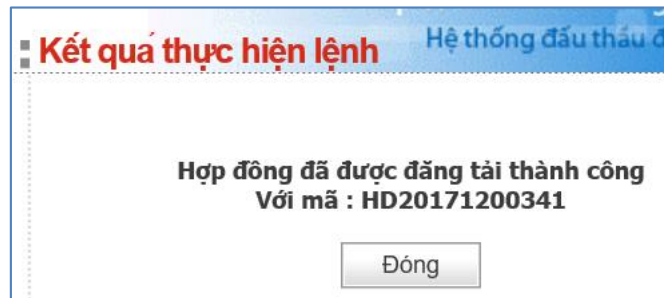 Kết quả thực hiện lệnh
Hệ thống đấu thầu
Hợp đồng đã được đăng tải thành công
Với mã : HD20171200341
Đóng